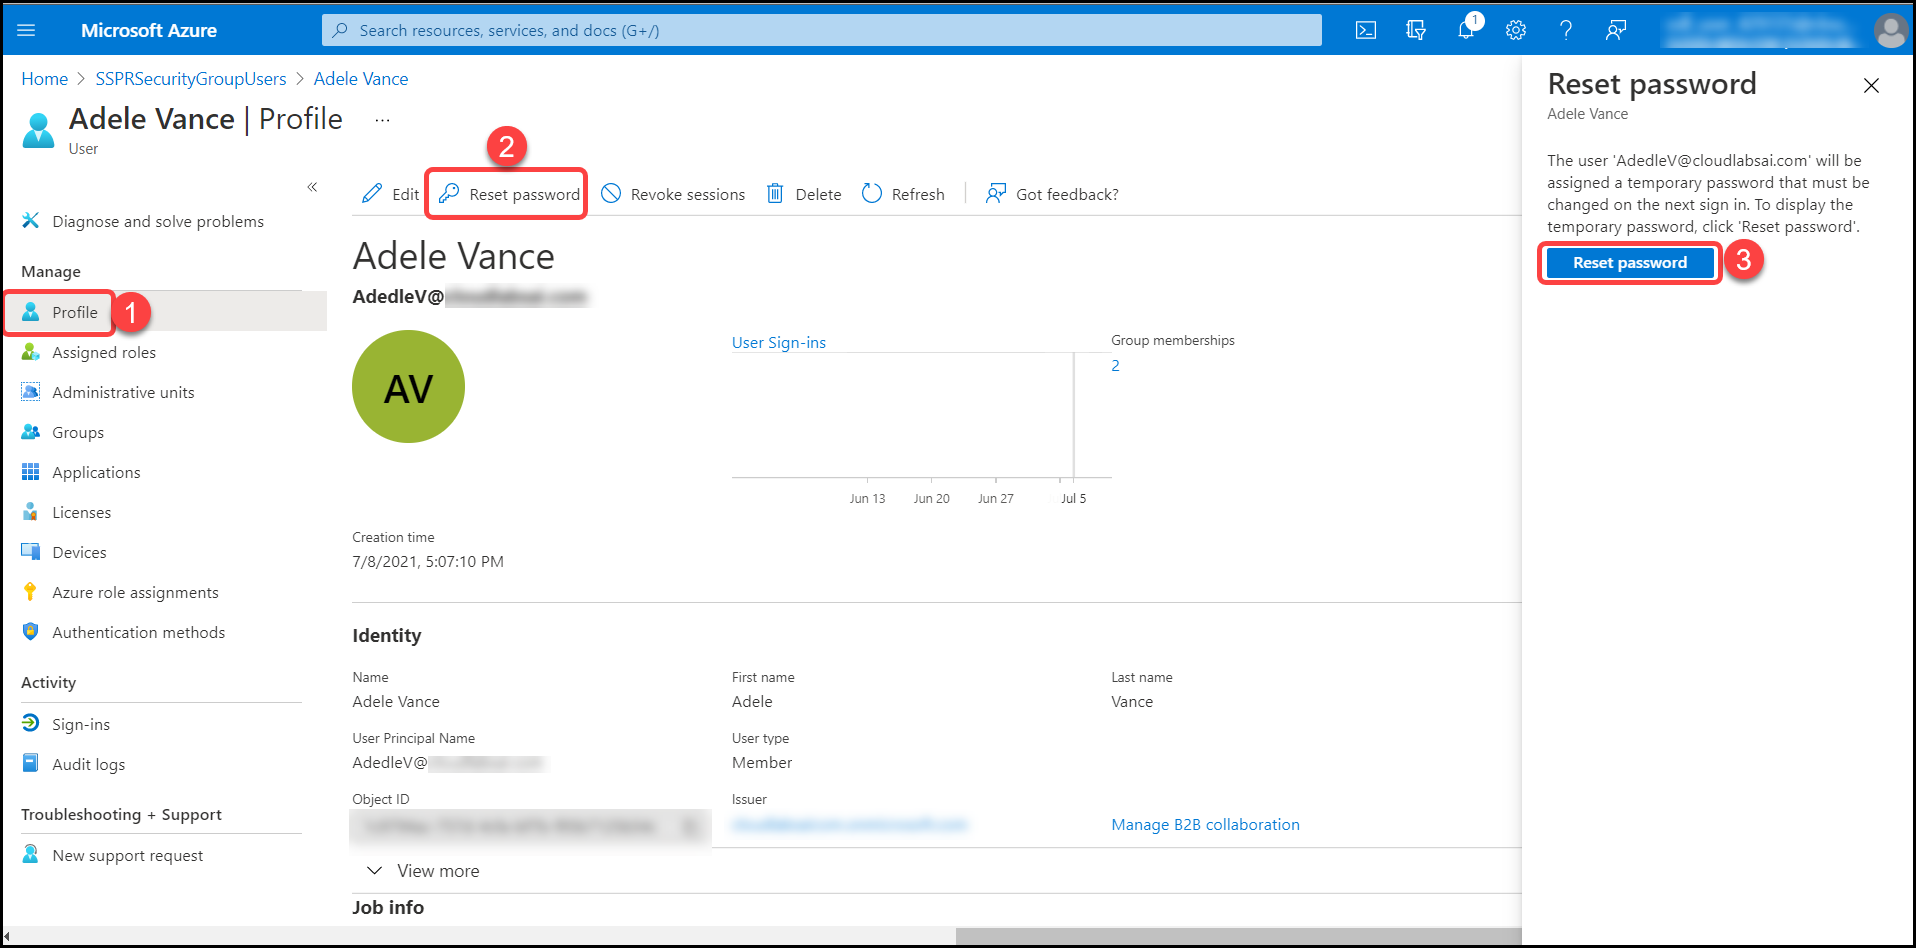 Microsoft Azure
Search resources, services, and docs (G+/)
1
Home > SSPRSecurityGroupUsers > Adele Vance
Adele Vance | Profile ...
User
2
«
Edit
Reset password
Revoke sessions
Delete
Refresh
Got feedback?
Diagnose and solve problems
Manage
Profile
1
Assigned roles
Administrative units
Groups
Applications
Licenses
Devices
Azure role assignments
Authentication methods
Activity
Sign-ins
Audit logs
Troubleshooting + Support
New support request
Adele Vance
AdedleV@
AV
User Sign-ins
Group memberships
2
Jun 13
Jun 20
Jun 27
Jul 5
Creation time
7/8/2021, 5:07:10 PM
Identity
Name
First name
Last name
Adele Vance
Adele
Vance
User Principal Name
User type
AdedleV@
Member
Object ID
Issuer
Manage B2B collaboration
View more
Job info
Reset password
Adele Vance
The user 'AdedleV@cloudlabsai.com' will be
assigned a temporary password that must be
changed on the next sign in. To display the
temporary password, click 'Reset password'.
Reset password
3